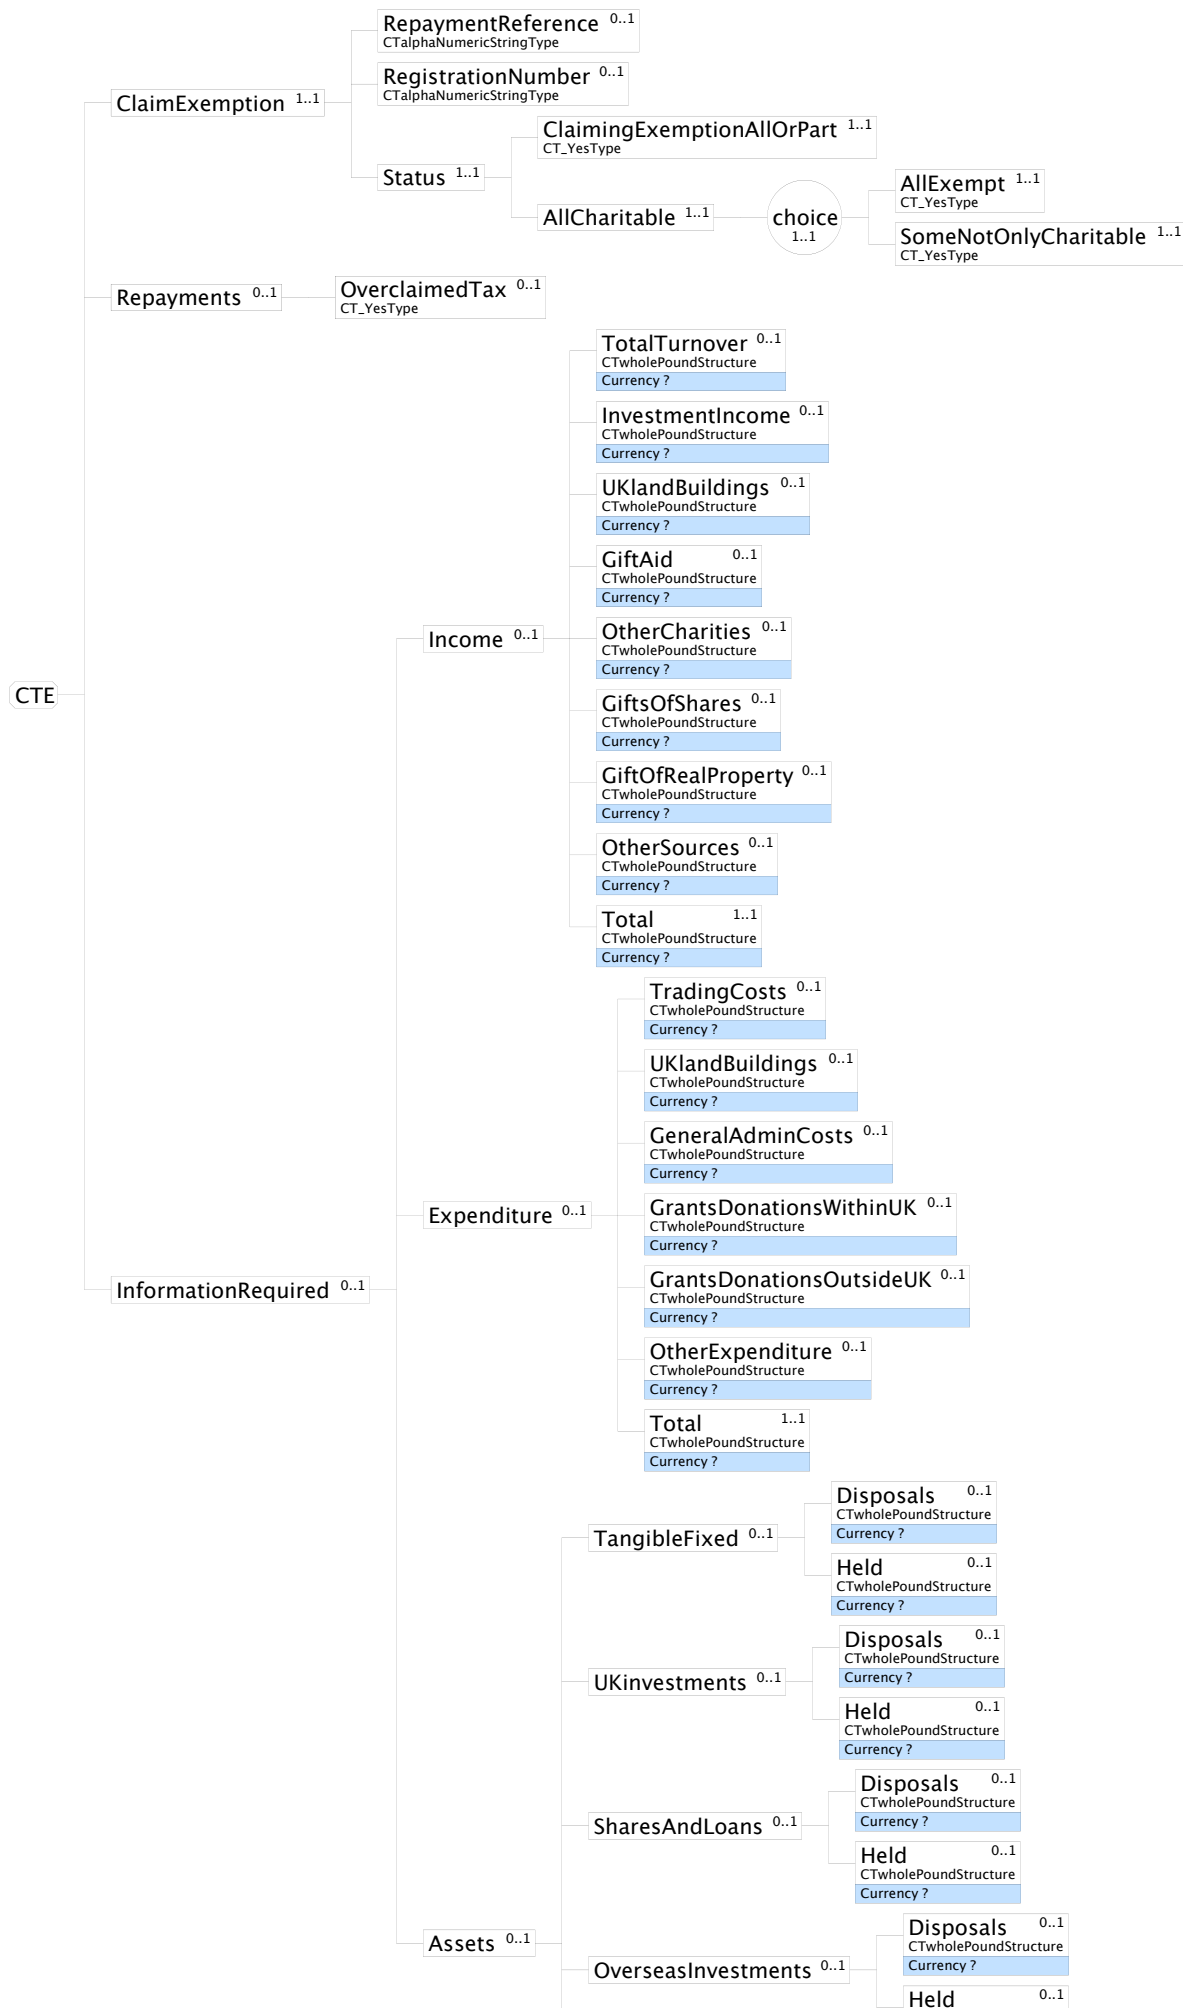 RepaymentReference 0..1
CTalphaNumericStringType
RegistrationNumber 0..1
CTalphaNumericStringType
ClaimExemption 1..1
ClaimingExemptionAllOrPart 1..1
CT_YesType
Status 1..1
AllExempt 1..1
CT_YesType
AllCharitable 1..1
choice
1..1
SomeNotOnlyCharitable 1..1
CT_YesType
Repayments 0..1
OverclaimedTax 0..1
CT_YesType
TotalTurnover 0..1
CTwholePoundStructure
Currency ?
InvestmentIncome 0..1
CTwholePoundStructure
Currency ?
UKlandBuildings 0..1
CTwholePoundStructure
Currency ?
GiftAid 0..1
CTwholePoundStructure
Currency ?
Income 0..1
OtherCharities 0..1
CTwholePoundStructure
Currency ?
CTE
GiftsOfShares 0..1
CTwholePoundStructure
Currency ?
GiftOfRealProperty 0..1
CTwholePoundStructure
Currency ?
OtherSources 0..1
CTwholePoundStructure
Currency ?
Total 1..1
CTwholePoundStructure
Currency ?
TradingCosts 0..1
CTwholePoundStructure
Currency ?
UKlandBuildings 0..1
CTwholePoundStructure
Currency ?
GeneralAdminCosts 0..1
CTwholePoundStructure
Currency ?
Expenditure 0..1
GrantsDonationsWithinUK 0..1
CTwholePoundStructure
Currency ?
InformationRequired 0..1
GrantsDonationsOutsideUK 0..1
CTwholePoundStructure
Currency ?
OtherExpenditure 0..1
CTwholePoundStructure
Currency ?
Total 1..1
CTwholePoundStructure
Currency ?
TangibleFixed 0..1
Disposals 0..1
CTwholePoundStructure
Currency ?
Held 0..1
CTwholePoundStructure
Currency ?
UKinvestments 0..1
Disposals 0..1
CTwholePoundStructure
Currency ?
Held 0..1
CTwholePoundStructure
Currency ?
SharesAndLoans 0..1
Disposals 0..1
CTwholePoundStructure
Currency ?
Held 0..1
CTwholePoundStructure
Currency ?
Assets 0..1
OverseasInvestments 0..1
Disposals 0..1
CTwholePoundStructure
Currency ?
Held 0..1